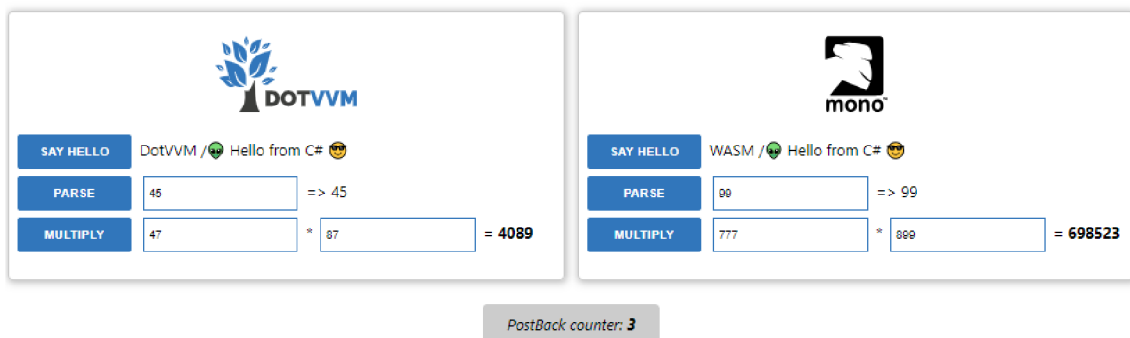 DOTVVM
SAY HELLO DotVVM /👽 Hello from C# 😎
PARSE 45 => 45
MULTIPLY 47 * 87 = 4089
mono™
SAY HELLO WASM /👽 Hello from C# 😎
PARSE 99 => 99
MULTIPLY 777 * 899 = 698523
PostBack counter: 3